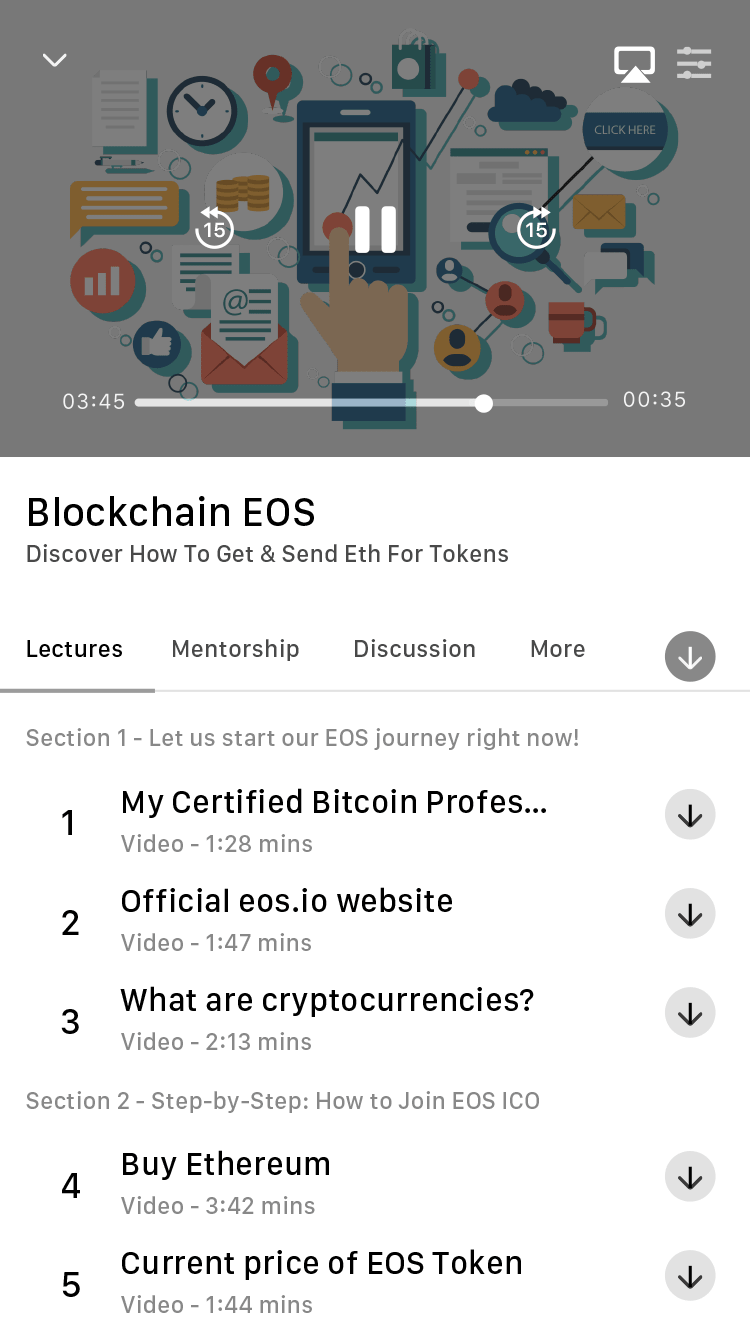 CLICK HERE
15
15
@
03:45
00:35
Blockchain EOS
Discover How To Get & Send Eth For Tokens
Lectures
Mentorship
Discussion
More
Section 1 - Let us start our EOS journey right now!
1
My Certified Bitcoin Profes...
Video - 1:28 mins
2
Official eos.io website
Video - 1:47 mins
3
What are cryptocurrencies?
Video - 2:13 mins
Section 2 - Step-by-Step: How to Join EOS ICO
4
Buy Ethereum
Video - 3:42 mins
5
Current price of EOS Token
Video - 1:44 mins